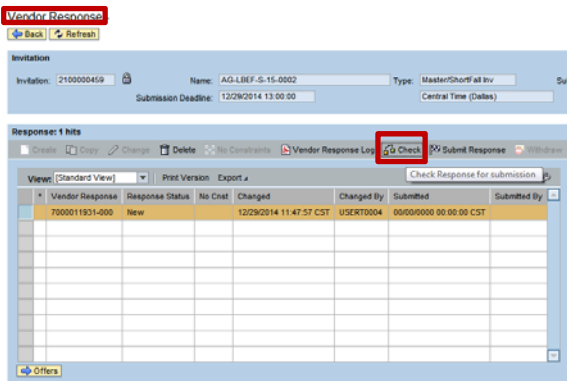 Vendor Response
Back Refresh
Invitation
Invitation: 2100000459 Name: AG-LBEF-S-15-0002 Type: Master/ShortFall Inv Su
Submission Deadline: 12/29/2014 13:00:00 Central Time (Dallas)
Response: 1 hits
Create Copy Change Delete No Constraints Vendor Response Log Check Submit Response Withdraw
View: [Standard View] Print Version Export Check Response for submission
* Vendor Response Response Status No Cnst Changed Changed By Submitted Submitted By
7000011931-000 New 12/29/2014 11:47:57 CST USERT0004 00/00/0000 00:00:00 CST
Offers